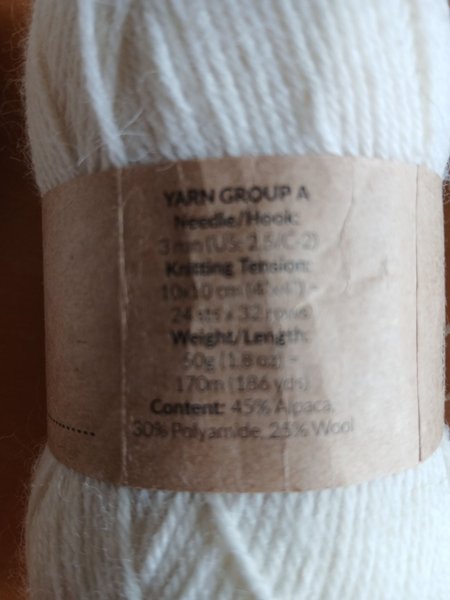 YARN GROUP A
Needle/Hook:
3 mm (US: 2.5/C-2)
Knitting Tension:
10x10 cm (4"x4") =
24 sts x 32 rows
Weight/Length:
50g (1.8 oz) =
170m (186 yds)
Content: 45% Alpaca,
30% Polyamide, 25% Wool